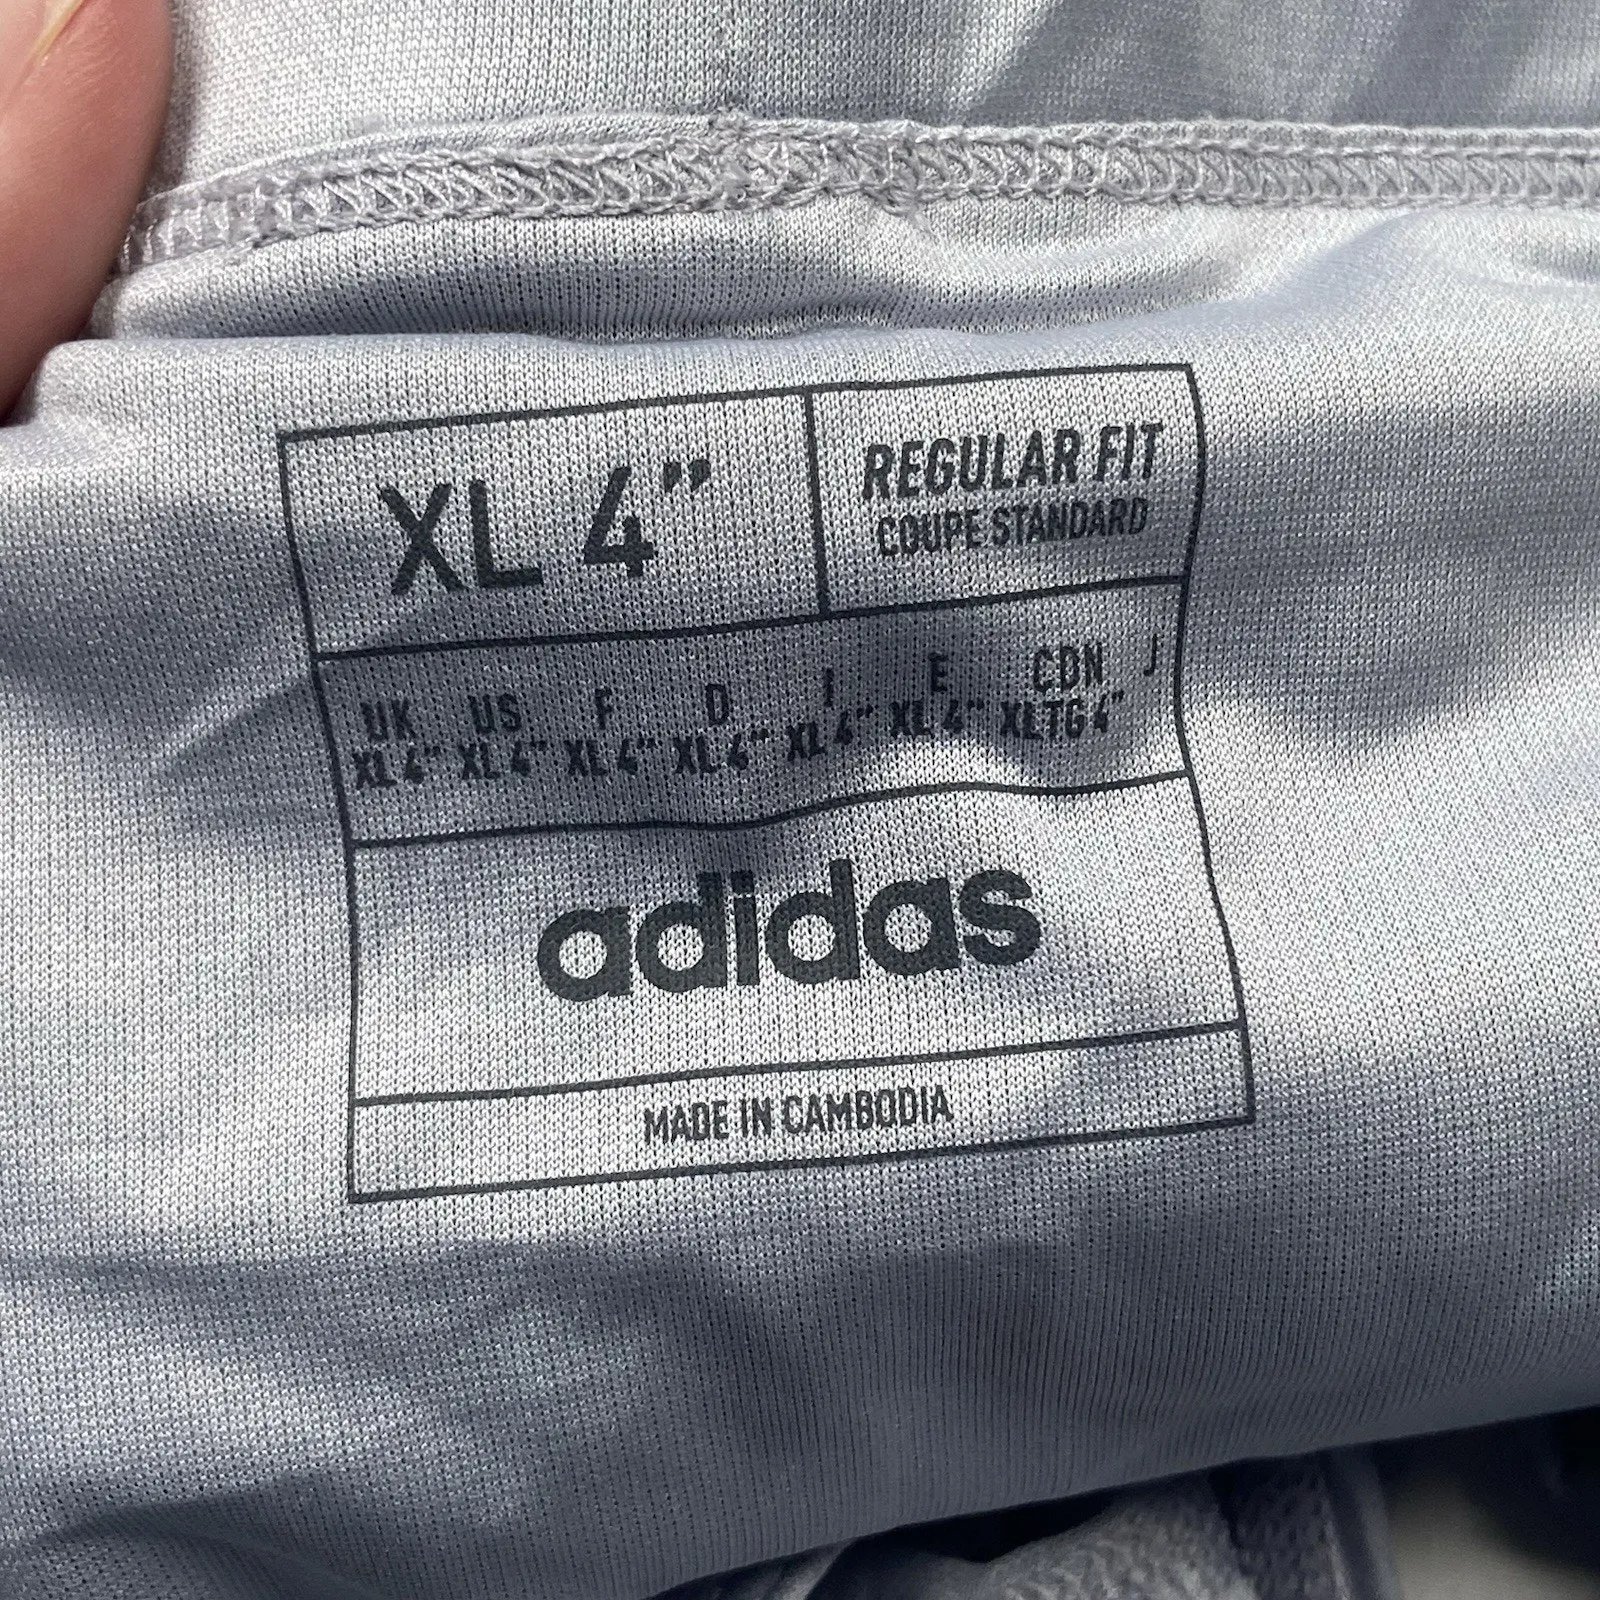 XL 4"
REGULAR FIT
COUPE STANDARD
UK US F D I E CDN J
XL 4" XL 4" XL 4" XL 4" XL 4" XL 4" XLTG 4"
adidas
MADE IN CAMBODIA